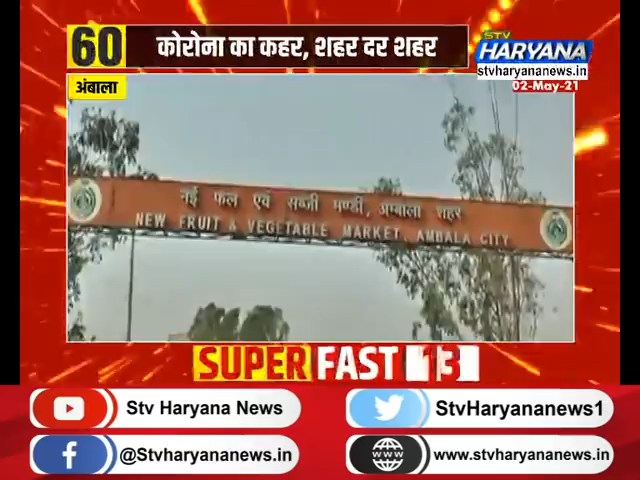 60
कोरोना का कहर, शहर दर शहर
STV
HARYANA
stvharyananews.in
02-May-21
अंबाला
नई फल एवं सब्जी मण्डी, अम्बाला शहर
NEW FRUIT & VEGETABLE MARKET, AMBALA CITY
SUPER FAST 13
Stv Haryana News
StvHaryananews1
@Stvharyananews.in
www.stvharyananews.in